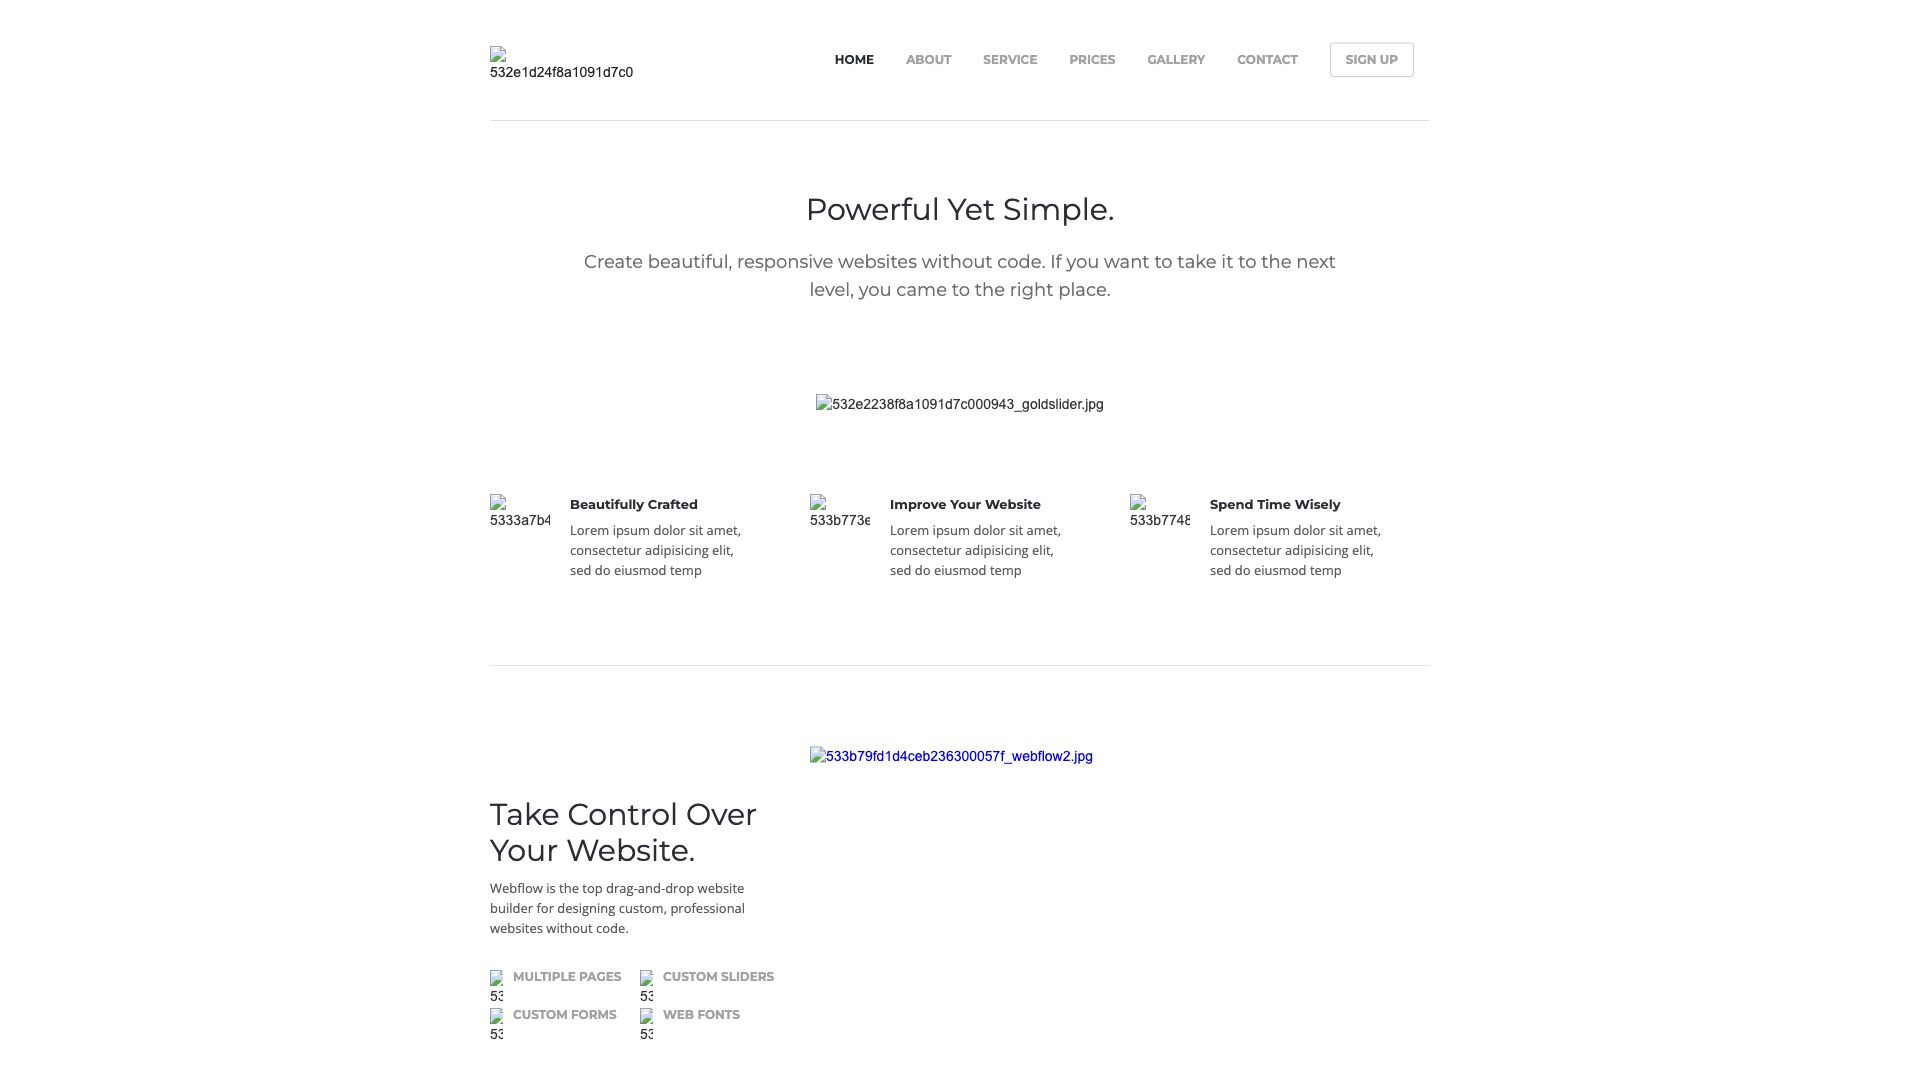 532e1d24f8a1091d7c0
HOME ABOUT SERVICE PRICES GALLERY CONTACT SIGN UP
Powerful Yet Simple.
Create beautiful, responsive websites without code. If you want to take it to the next
level, you came to the right place.
532e2238f8a1091d7c000943_goldslider.jpg
5333a7b4
Beautifully Crafted
Lorem ipsum dolor sit amet,
consectetur adipisicing elit,
sed do eiusmod temp
533b773e
Improve Your Website
Lorem ipsum dolor sit amet,
consectetur adipisicing elit,
sed do eiusmod temp
533b7748
Spend Time Wisely
Lorem ipsum dolor sit amet,
consectetur adipisicing elit,
sed do eiusmod temp
533b79fd1d4ceb236300057f_webflow2.jpg
Take Control Over
Your Website.
Webflow is the top drag-and-drop website
builder for designing custom, professional
websites without code.
MULTIPLE PAGES
53
CUSTOM SLIDERS
53
CUSTOM FORMS
53
WEB FONTS
53